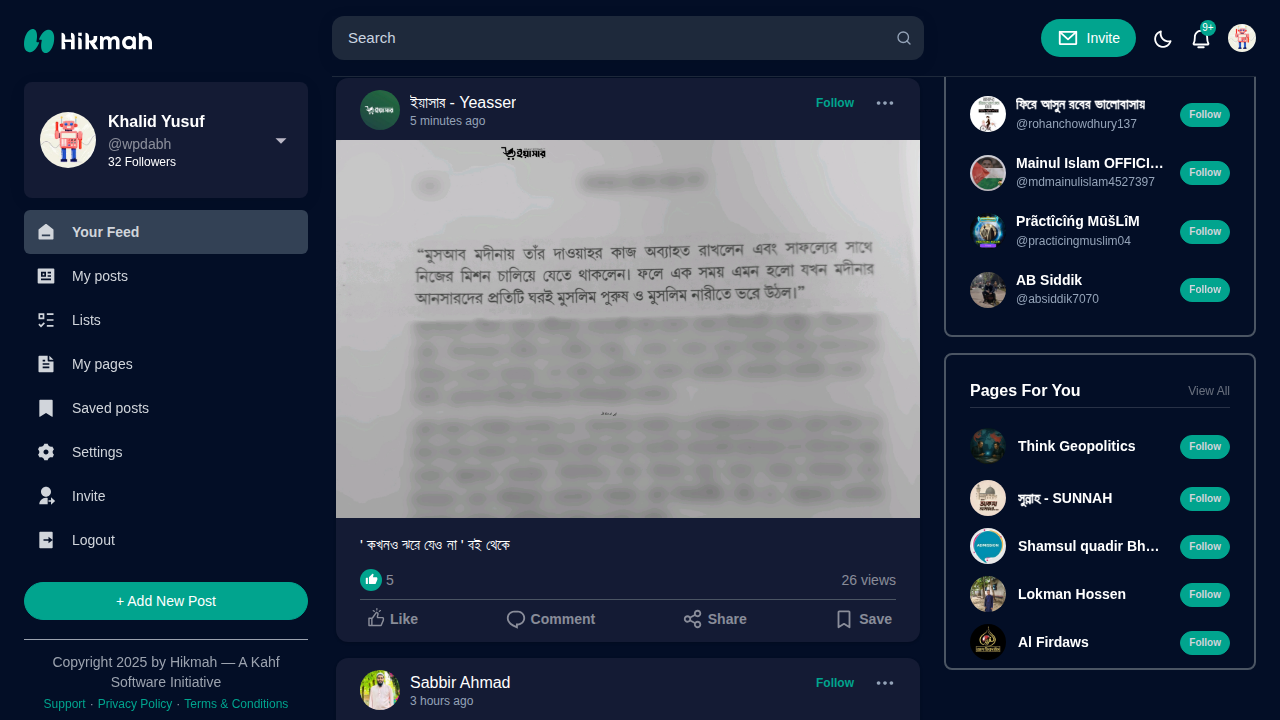 Hikmah
Search
Invite
9+
Khalid Yusuf
@wpdabh
32 Followers
Your Feed
My posts
Lists
My pages
Saved posts
Settings
Invite
Logout
+ Add New Post
Copyright 2025 by Hikmah — A Kahf
Software Initiative
Support · Privacy Policy · Terms & Conditions
ইয়াসার - Yeasser
5 minutes ago
Follow
ইয়াসার
“মুসআব মদীনায় তাঁর দাওয়াহর কাজ অব্যাহত রাখলেন এবং সাফল্যের সাথে
নিজের মিশন চালিয়ে যেতে থাকলেন। ফলে এক সময় এমন হলো যখন মদীনার
আনসারদের প্রতিটি ঘরই মুসলিম পুরুষ ও মুসলিম নারীতে ভরে উঠল।”
' কখনও ঝরে যেও না ' বই থেকে
5
26 views
Like
Comment
Share
Save
Sabbir Ahmad
3 hours ago
Follow
ফিরে আসুন রবের ভালোবাসায়
@rohanchowdhury137
Follow
Mainul Islam OFFICI...
@mdmainulislam4527397
Follow
Prãctîcîńg MūšLîM
@practicingmuslim04
Follow
AB Siddik
@absiddik7070
Follow
Pages For You
View All
Think Geopolitics
Follow
সুন্নাহ - SUNNAH
Follow
Shamsul quadir Bh...
Follow
Lokman Hossen
Follow
Al Firdaws
Follow